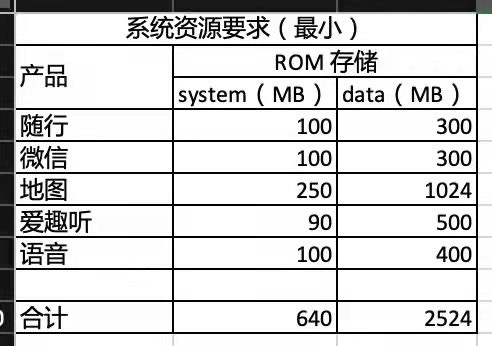 系统资源要求（最小）
产品 ROM 存储
system（MB） data（MB）
随行 100 300
微信 100 300
地图 250 1024
爱趣听 90 500
语音 100 400
合计 640 2524